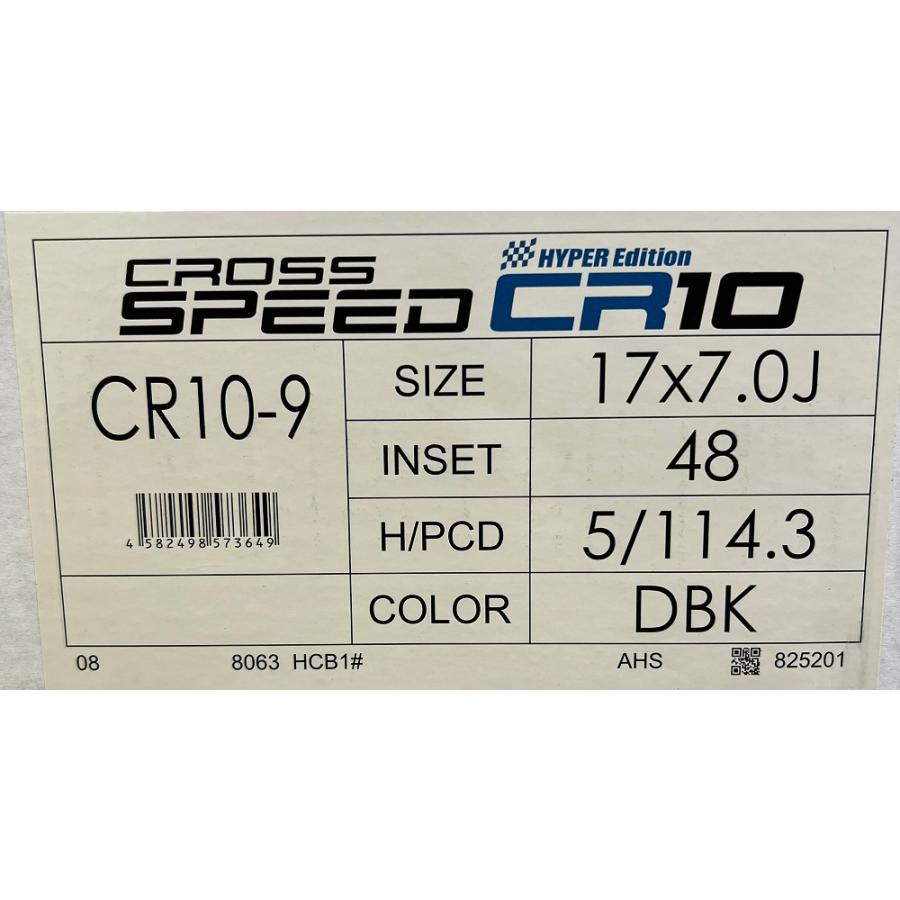 CROSS
SPEED
HYPER Edition
CR10
CR10-9
4 582498 573649
SIZE 17x7.0J
INSET 48
H/PCD 5/114.3
COLOR DBK
08 8063 HCB1# AHS 825201